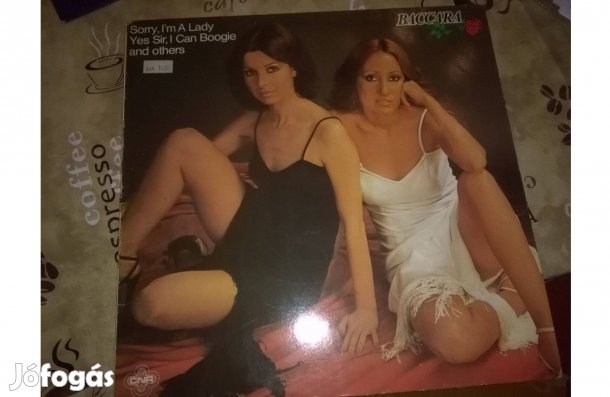 Sorry, I'm A Lady
Yes Sir, I Can Boogie
and others
BACCARA
coffee
espresso
CNR
Jófogás